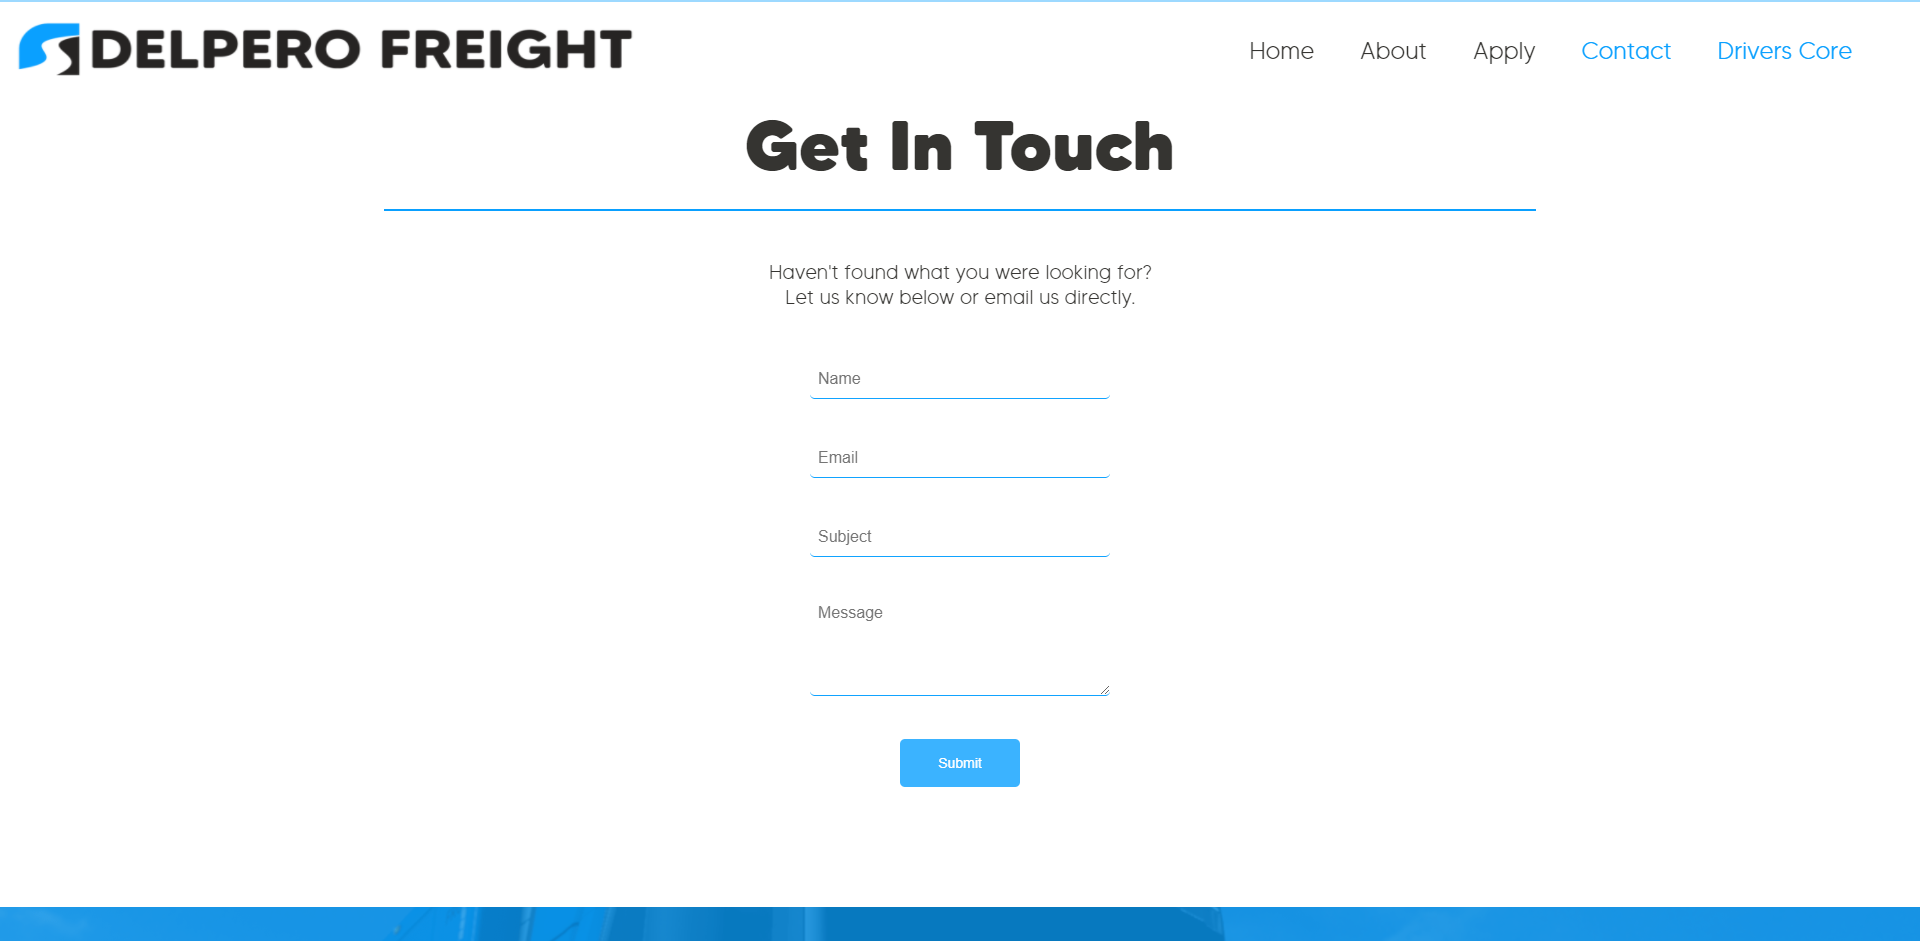 DELPERO FREIGHT
Home About Apply Contact Drivers Core
Get In Touch
Haven't found what you were looking for?
Let us know below or email us directly.
Name
Email
Subject
Message
Submit